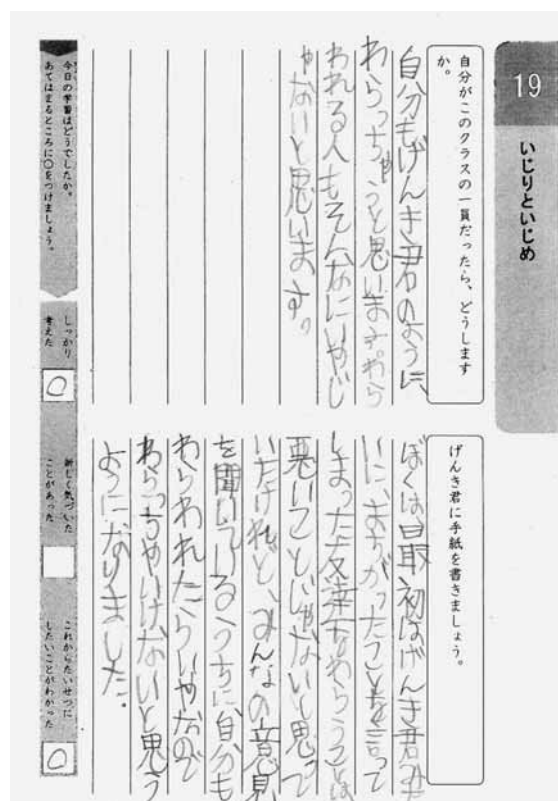 19
いじりといじめ
自分がこのクラスの一員だったら、どうします
か。
自分もげんき君のように、
わらっちゃうと思います。わら
われる人もそんなにいやじ
ゃないと思います。
げんき君に手紙を書きましょう。
ぼくは最初はげんき君みた
いに、まちがったことを言って
しまった友達をわらうことは
悪いことじゃないと思って
いたけれど、みんなの意見
を聞いているうちに自分も
わらわれたらいやなので
わらっちゃいけないと思う
ようになりました。
今日の学習はどうでしたか。
あてはまるところに○をつけましょう。
しっかり
考えた
○
新しく気づいた
ことがあった
これからたいせつに
したいことがわかった
○